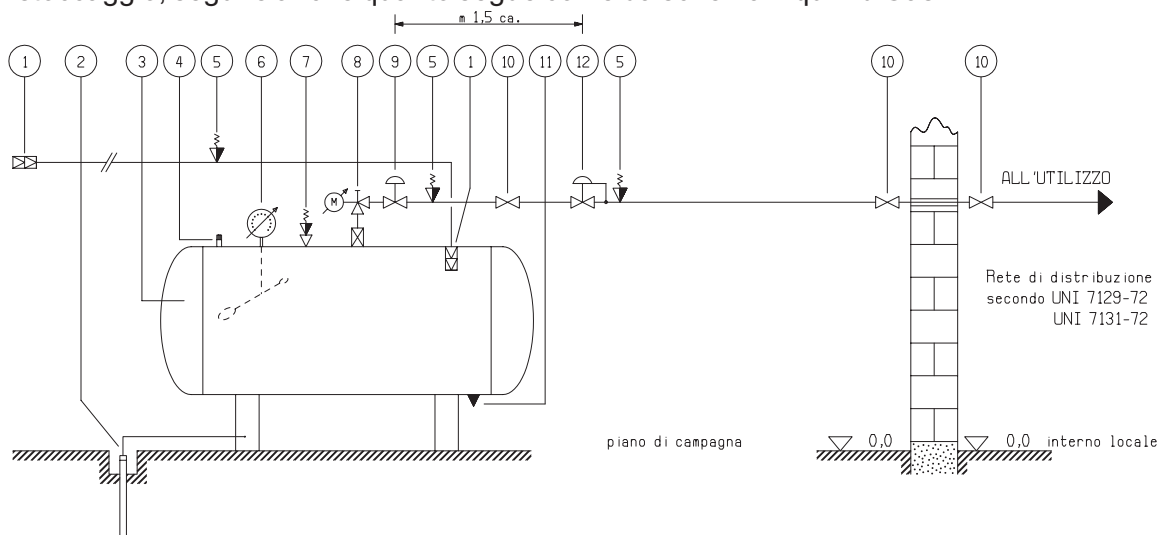 m 1,5 ca.
1 2 3 4 5 6 7 8 9 5 1 10 11 12 5 10 10
M
ALL'UTILIZZO
Rete di distribuzione
secondo UNI 7129-72
UNI 7131-72
piano di campagna
0,0
0,0 interno locale